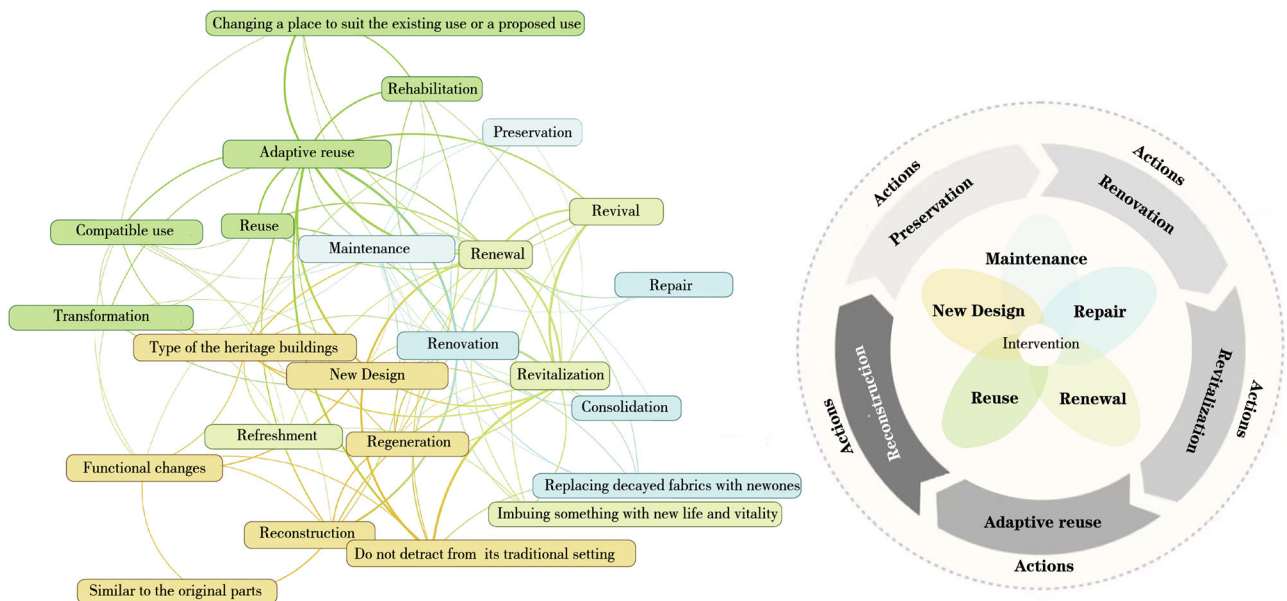 Changing a place to suit the existing use or a proposed use
Rehabilitation
Preservation
Adaptive reuse
Revival
Compatible use
Reuse
Maintenance
Renewal
Repair
Transformation
Type of the heritage buildings
Renovation
New Design
Revitalization
Consolidation
Refreshment
Regeneration
Functional changes
Replacing decayed fabrics with newones
Imbuing something with new life and vitality
Reconstruction
Do not detract from its traditional setting
Similar to the original parts
Actions
Preservation
Actions
Renovation
Maintenance
New Design
Repair
Intervention
Reuse
Renewal
Actions
Reconstruction
Revitalization
Actions
Adaptive reuse
Actions